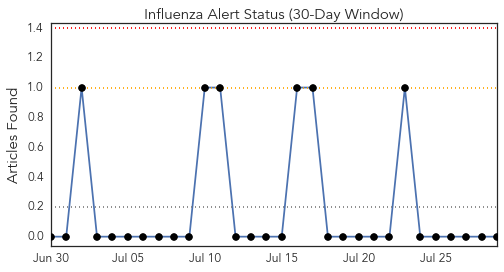 Influenza Alert Status (30-Day Window)
1.4
1.2
1.0
0.8
0.6
0.4
0.2
0.0
Articles Found
Jun 30 Jul 05 Jul 10 Jul 15 Jul 20 Jul 25